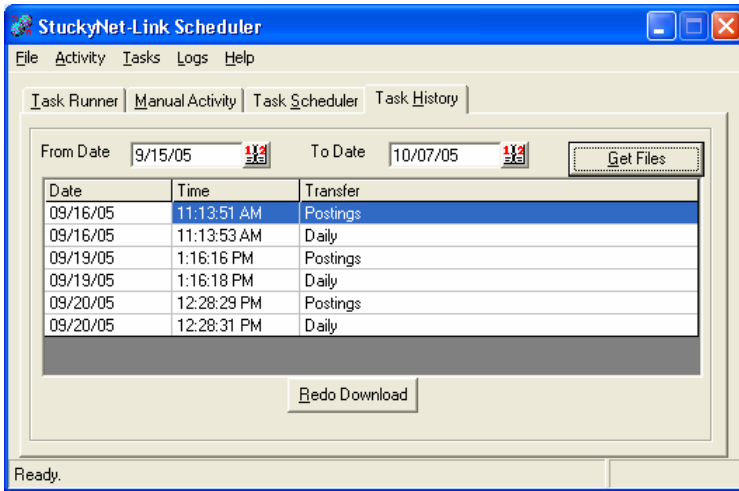 StuckyNet-Link Scheduler
File Activity Tasks Logs Help
Task Runner Manual Activity Task Scheduler Task History
From Date 9/15/05 To Date 10/07/05 Get Files
Date Time Transfer
09/16/05 11:13:51 AM Postings
09/16/05 11:13:53 AM Daily
09/19/05 1:16:16 PM Postings
09/19/05 1:16:18 PM Daily
09/20/05 12:28:29 PM Postings
09/20/05 12:28:31 PM Daily
Redo Download
Ready.